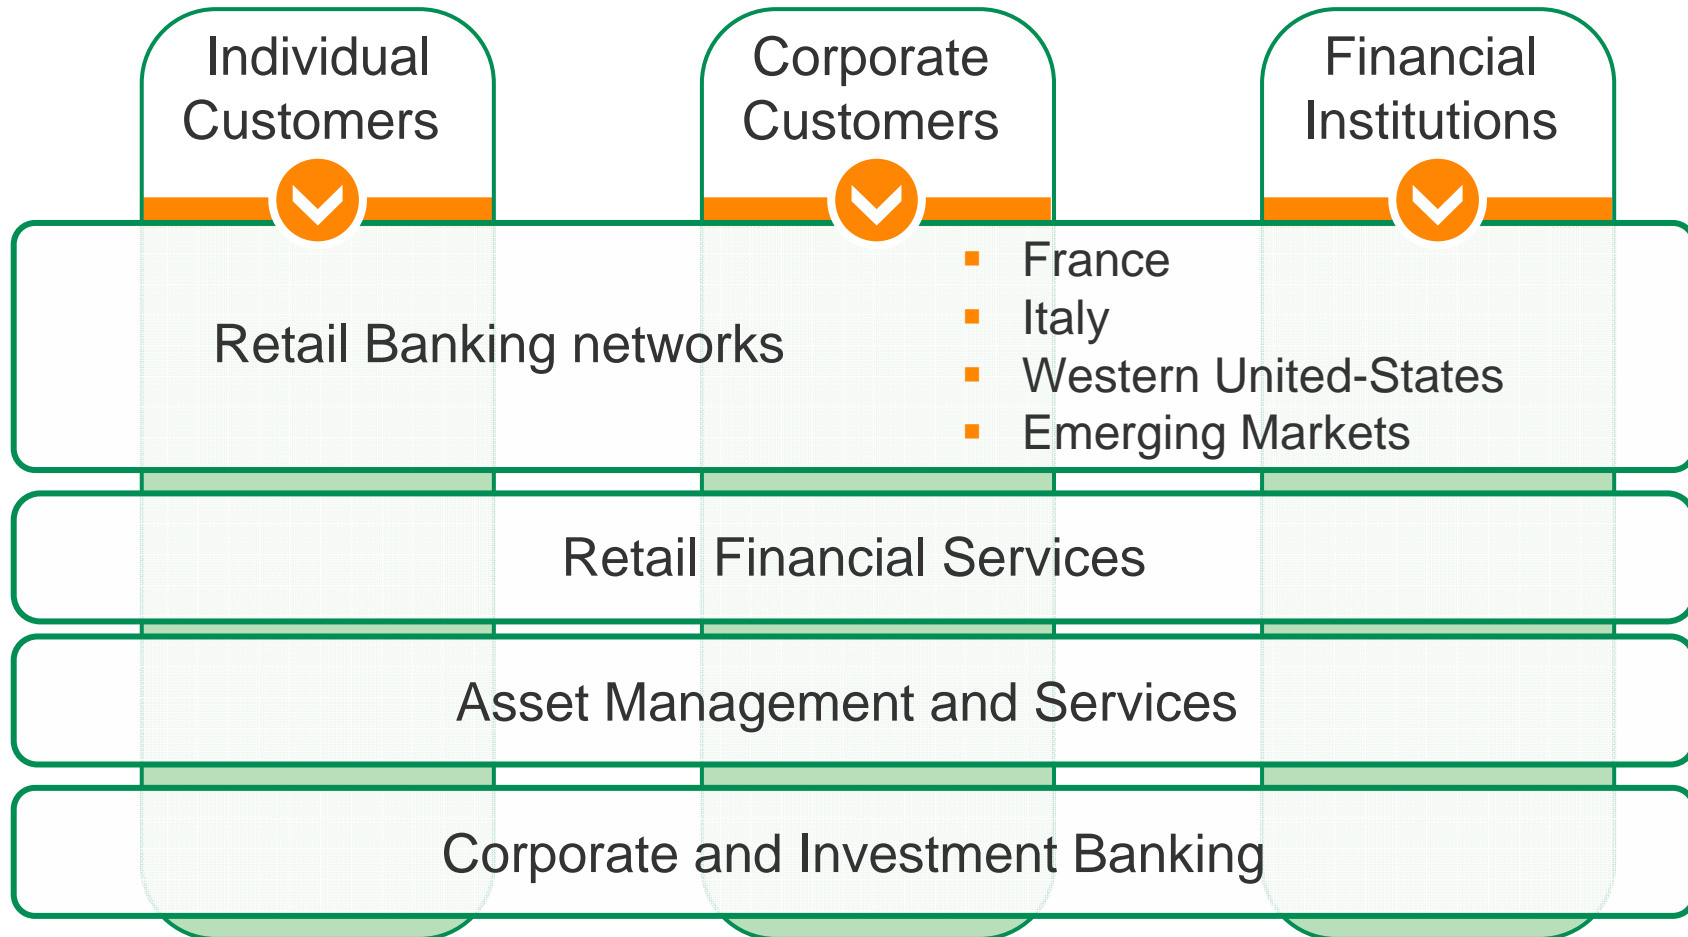 Individual
Customers
Corporate
Customers
Financial
Institutions
Retail Banking networks
▪ France
▪ Italy
▪ Western United-States
▪ Emerging Markets
Retail Financial Services
Asset Management and Services
Corporate and Investment Banking